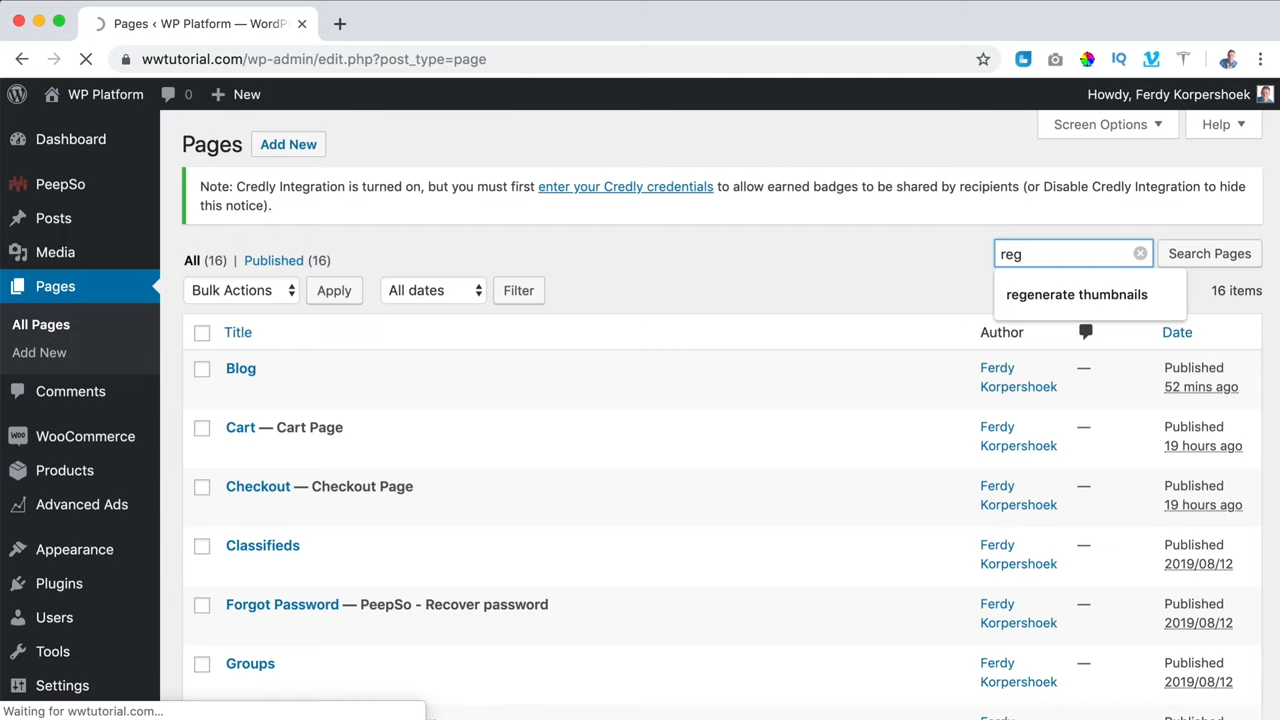 Pages ‹ WP Platform — WordP
wwtutorial.com/wp-admin/edit.php?post_type=page
IQ
WP Platform 0 New
Howdy, Ferdy Korpershoek
Dashboard
PeepSo
Posts
Media
Pages
All Pages
Add New
Comments
WooCommerce
Products
Advanced Ads
Appearance
Plugins
Users
Tools
Settings
Waiting for wwtutorial.com...
Screen Options Help
Pages Add New
Note: Credly Integration is turned on, but you must first enter your Credly credentials to allow earned badges to be shared by recipients (or Disable Credly Integration to hide
this notice).
All (16) | Published (16)
reg
Search Pages
regenerate thumbnails
Bulk Actions Apply All dates Filter
16 items
Title Author Date
Blog Ferdy Korpershoek — Published 52 mins ago
Cart — Cart Page Ferdy Korpershoek — Published 19 hours ago
Checkout — Checkout Page Ferdy Korpershoek — Published 19 hours ago
Classifieds Ferdy Korpershoek — Published 2019/08/12
Forgot Password — PeepSo - Recover password Ferdy Korpershoek — Published 2019/08/12
Groups Ferdy Korpershoek — Published 2019/08/12